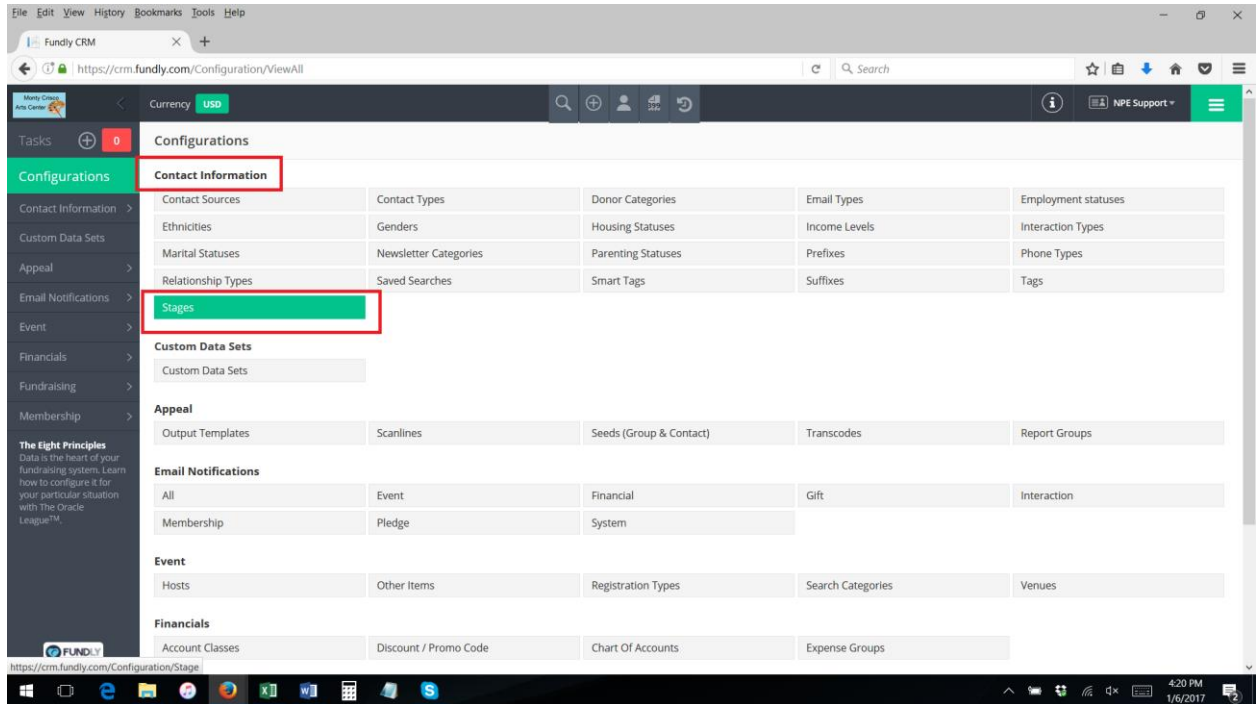 File Edit View History Bookmarks Tools Help
Fundly CRM
https://crm.fundly.com/Configuration/ViewAll
Search
Monty Crisco
Arts Center
Currency USD
NPE Support
Tasks 0
Configurations
Configurations
Contact Information >
Custom Data Sets
Appeal >
Email Notifications >
Event >
Financials >
Fundraising >
Membership >
The Eight Principles
Data is the heart of your
fundraising system. Learn
how to configure it for
your particular situation
with The Oracle
League™.
FUNDLY
Contact Information
Contact Sources Contact Types Donor Categories Email Types Employment statuses
Ethnicities Genders Housing Statuses Income Levels Interaction Types
Marital Statuses Newsletter Categories Parenting Statuses Prefixes Phone Types
Relationship Types Saved Searches Smart Tags Suffixes Tags
Stages
Custom Data Sets
Custom Data Sets
Appeal
Output Templates Scanlines Seeds (Group & Contact) Transcodes Report Groups
Email Notifications
All Event Financial Gift Interaction
Membership Pledge System
Event
Hosts Other Items Registration Types Search Categories Venues
Financials
Account Classes Discount / Promo Code Chart Of Accounts Expense Groups
https://crm.fundly.com/Configuration/Stage
4:20 PM
1/6/2017